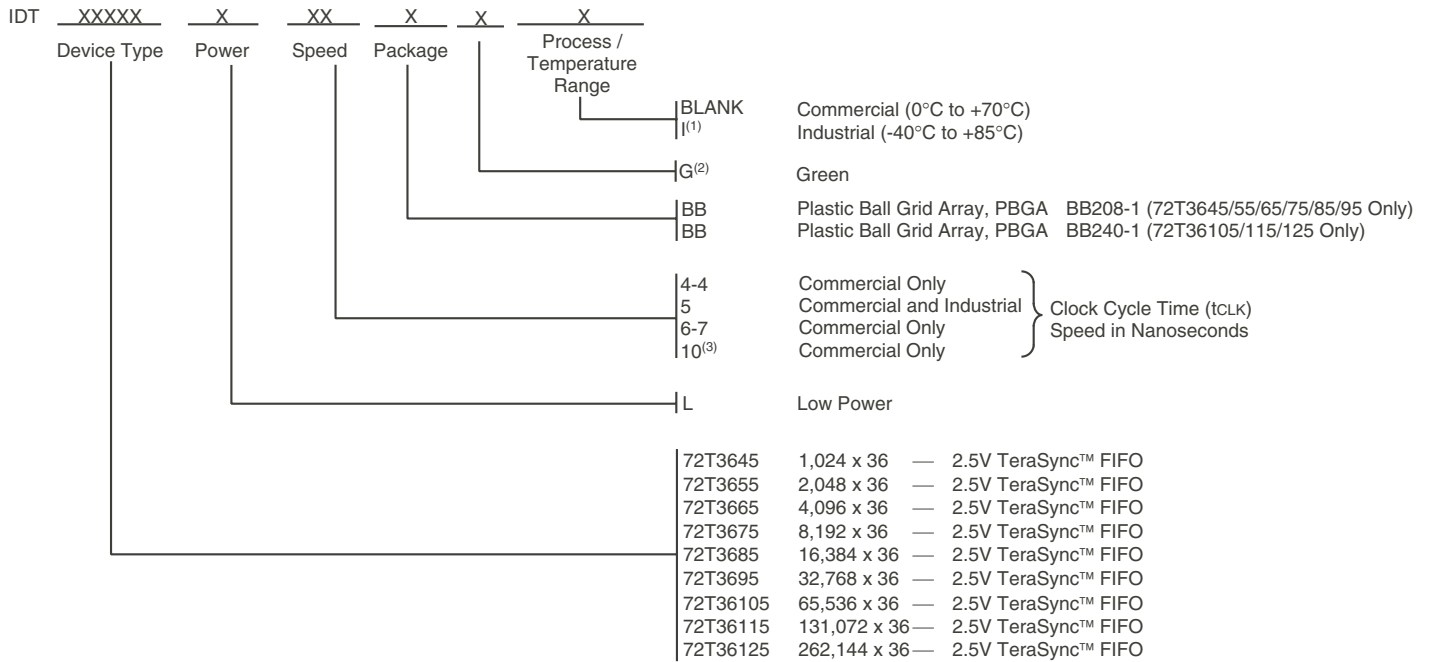 IDT XXXXX X XX X X X
Device Type Power Speed Package Process /
Temperature
Range
BLANK Commercial (0°C to +70°C)
I(1) Industrial (-40°C to +85°C)
G(2) Green
BB Plastic Ball Grid Array, PBGA BB208-1 (72T3645/55/65/75/85/95 Only)
BB Plastic Ball Grid Array, PBGA BB240-1 (72T36105/115/125 Only)
4-4 Commercial Only
5 Commercial and Industrial Clock Cycle Time (tCLK)
6-7 Commercial Only Speed in Nanoseconds
10(3) Commercial Only
L Low Power
72T3645 1,024 x 36 — 2.5V TeraSync™ FIFO
72T3655 2,048 x 36 — 2.5V TeraSync™ FIFO
72T3665 4,096 x 36 — 2.5V TeraSync™ FIFO
72T3675 8,192 x 36 — 2.5V TeraSync™ FIFO
72T3685 16,384 x 36 — 2.5V TeraSync™ FIFO
72T3695 32,768 x 36 — 2.5V TeraSync™ FIFO
72T36105 65,536 x 36 — 2.5V TeraSync™ FIFO
72T36115 131,072 x 36 — 2.5V TeraSync™ FIFO
72T36125 262,144 x 36 — 2.5V TeraSync™ FIFO